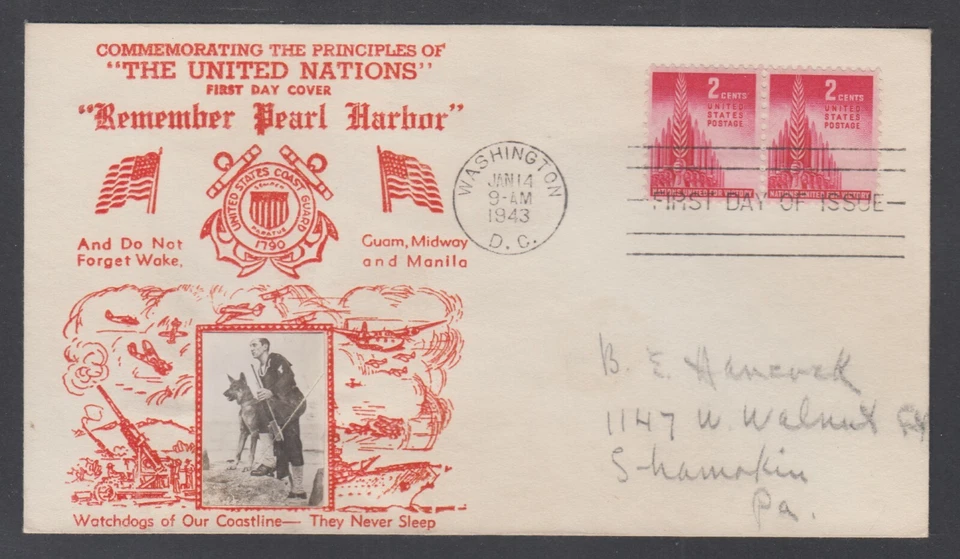 COMMEMORATING THE PRINCIPLES OF
"THE UNITED NATIONS"
FIRST DAY COVER
"Remember Pearl Harbor"
UNITED STATES COAST GUARD
SEMPER
PARATUS
1790
And Do Not
Forget Wake,
Guam, Midway
and Manila
Watchdogs of Our Coastline— They Never Sleep
WASHINGTON
JAN 14
9-AM
1943
D. C.
2 CENTS
UNITED
STATES
POSTAGE
2 CENTS
UNITED
STATES
POSTAGE
FIRST DAY OF ISSUE
B. E. Hancock
1147 W. Walnut St
Shamokin
Pa.